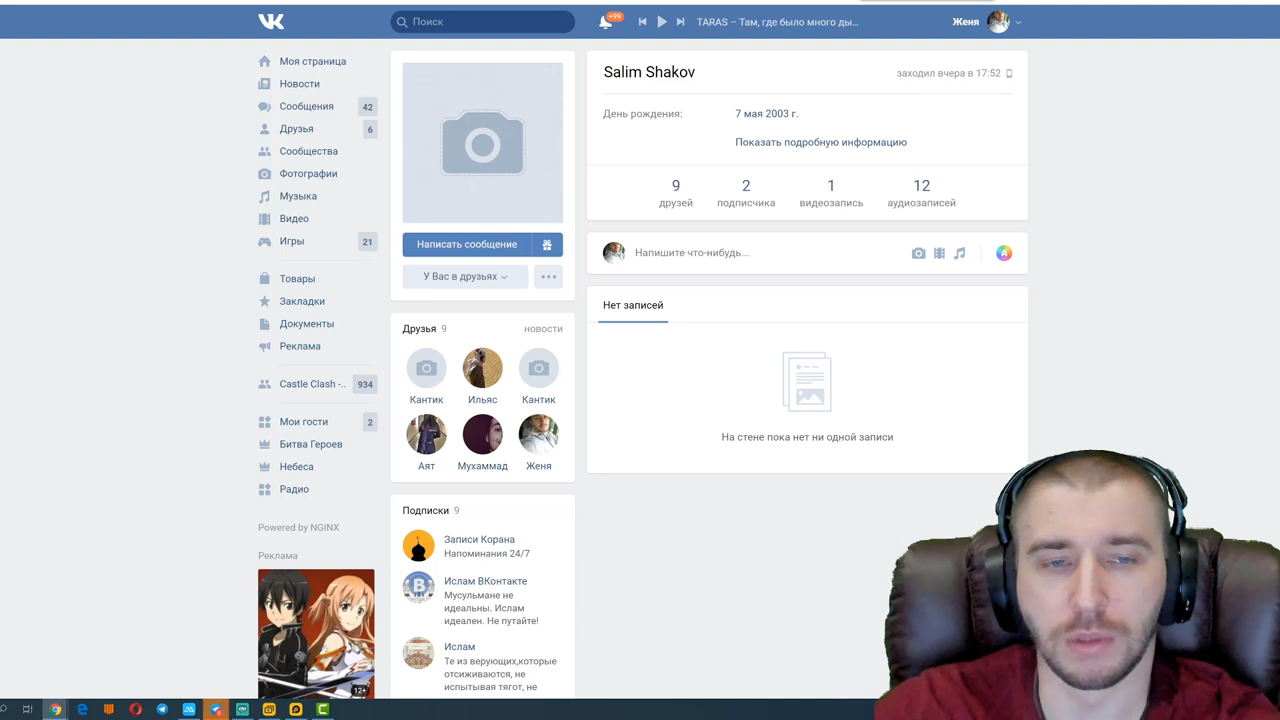 Поиск
+99
TARAS – Там, где было много ды...
Женя
Моя страница
Новости
Сообщения 42
Друзья 6
Сообщества
Фотографии
Музыка
Видео
Игры 21
Товары
Закладки
Документы
Реклама
Castle Clash -.. 934
Мои гости 2
Битва Героев
Небеса
Радио
Powered by NGINX
Реклама
12+
Написать сообщение
У Вас в друзьях
Друзья 9 новости
Кантик Ильяс Кантик
Аят Мухаммад Женя
Подписки 9
Записи Корана
Напоминания 24/7
Ислам ВКонтакте
Мусульмане не
идеальны. Ислам
идеален. Не путайте!
Ислам
Те из верующих,которые
отсиживаются, не
испытывая тягот, не
Salim Shakov заходил вчера в 17:52
День рождения: 7 мая 2003 г.
Показать подробную информацию
9 2 1 12
друзей подписчика видеозапись аудиозаписей
Напишите что-нибудь...
A
Нет записей
На стене пока нет ни одной записи